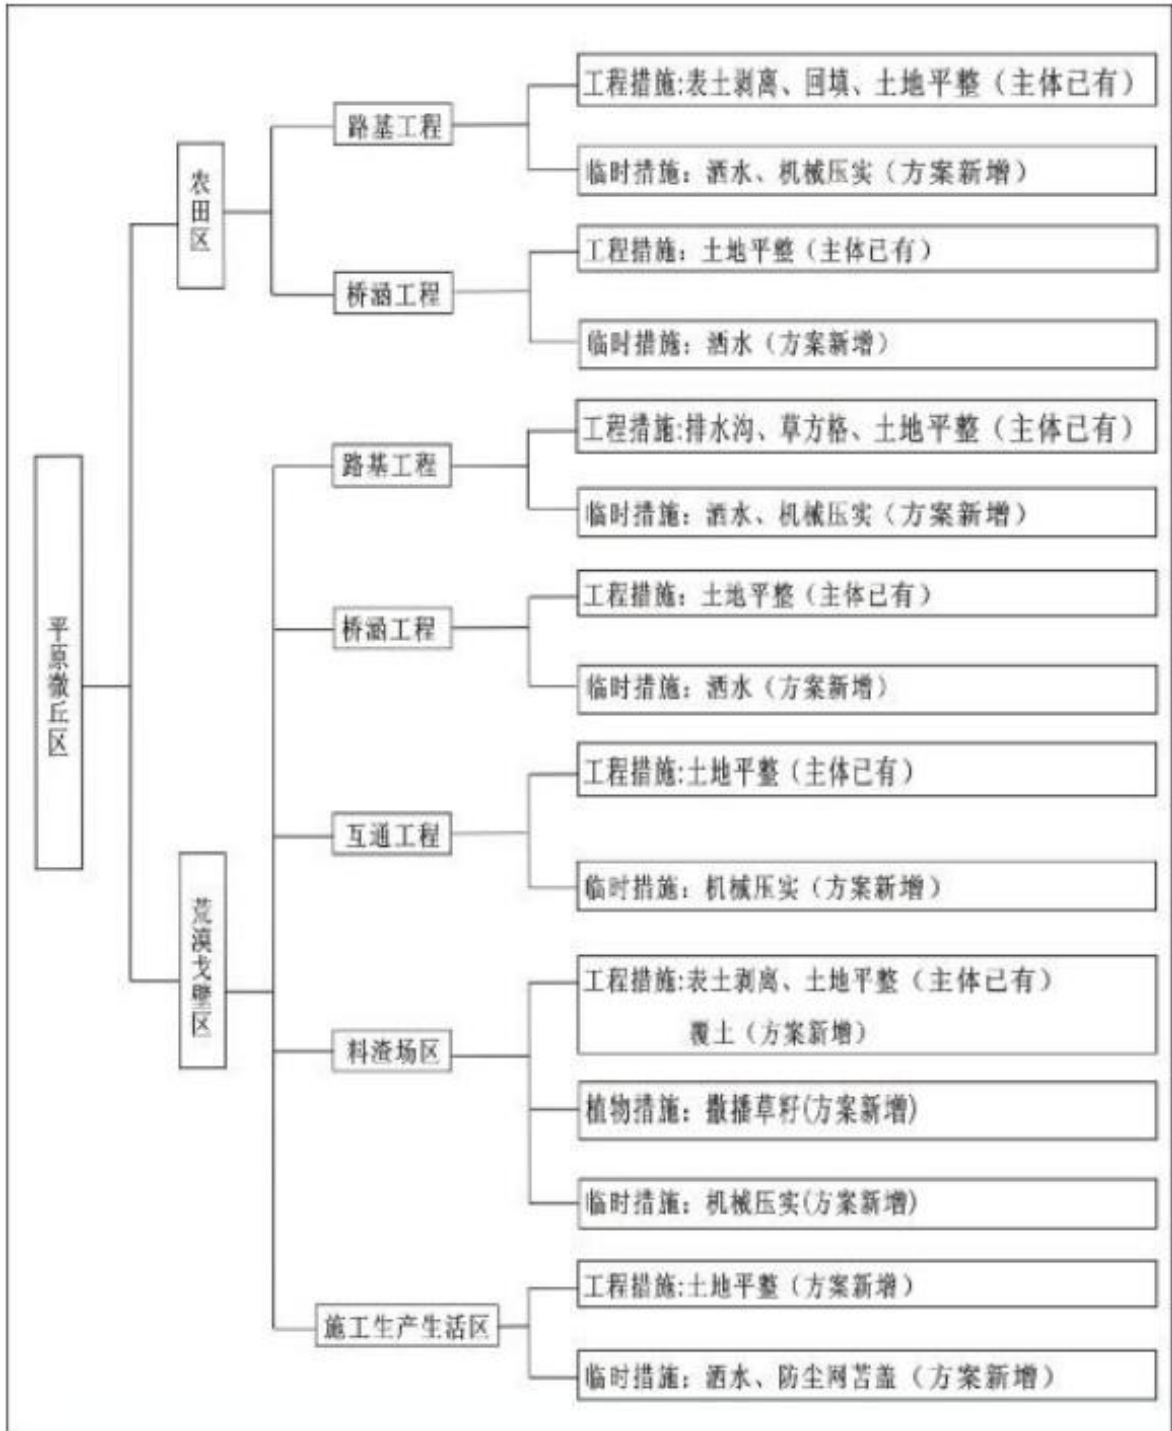 平原微丘区
农田区
路基工程
工程措施:表土剥离、回填、土地平整（主体已有）
临时措施：洒水、机械压实（方案新增）
桥涵工程
工程措施：土地平整（主体已有）
临时措施：洒水（方案新增）
荒漠戈壁区
路基工程
工程措施:排水沟、草方格、土地平整（主体已有）
临时措施：洒水、机械压实（方案新增）
桥涵工程
工程措施：土地平整（主体已有）
临时措施：洒水（方案新增）
互通工程
工程措施:土地平整（主体已有）
临时措施：机械压实（方案新增）
料渣场区
工程措施:表土剥离、土地平整（主体已有）
覆土（方案新增）
植物措施：撒播草籽(方案新增)
临时措施：机械压实(方案新增)
施工生产生活区
工程措施:土地平整（方案新增）
临时措施：洒水、防尘网苫盖（方案新增）